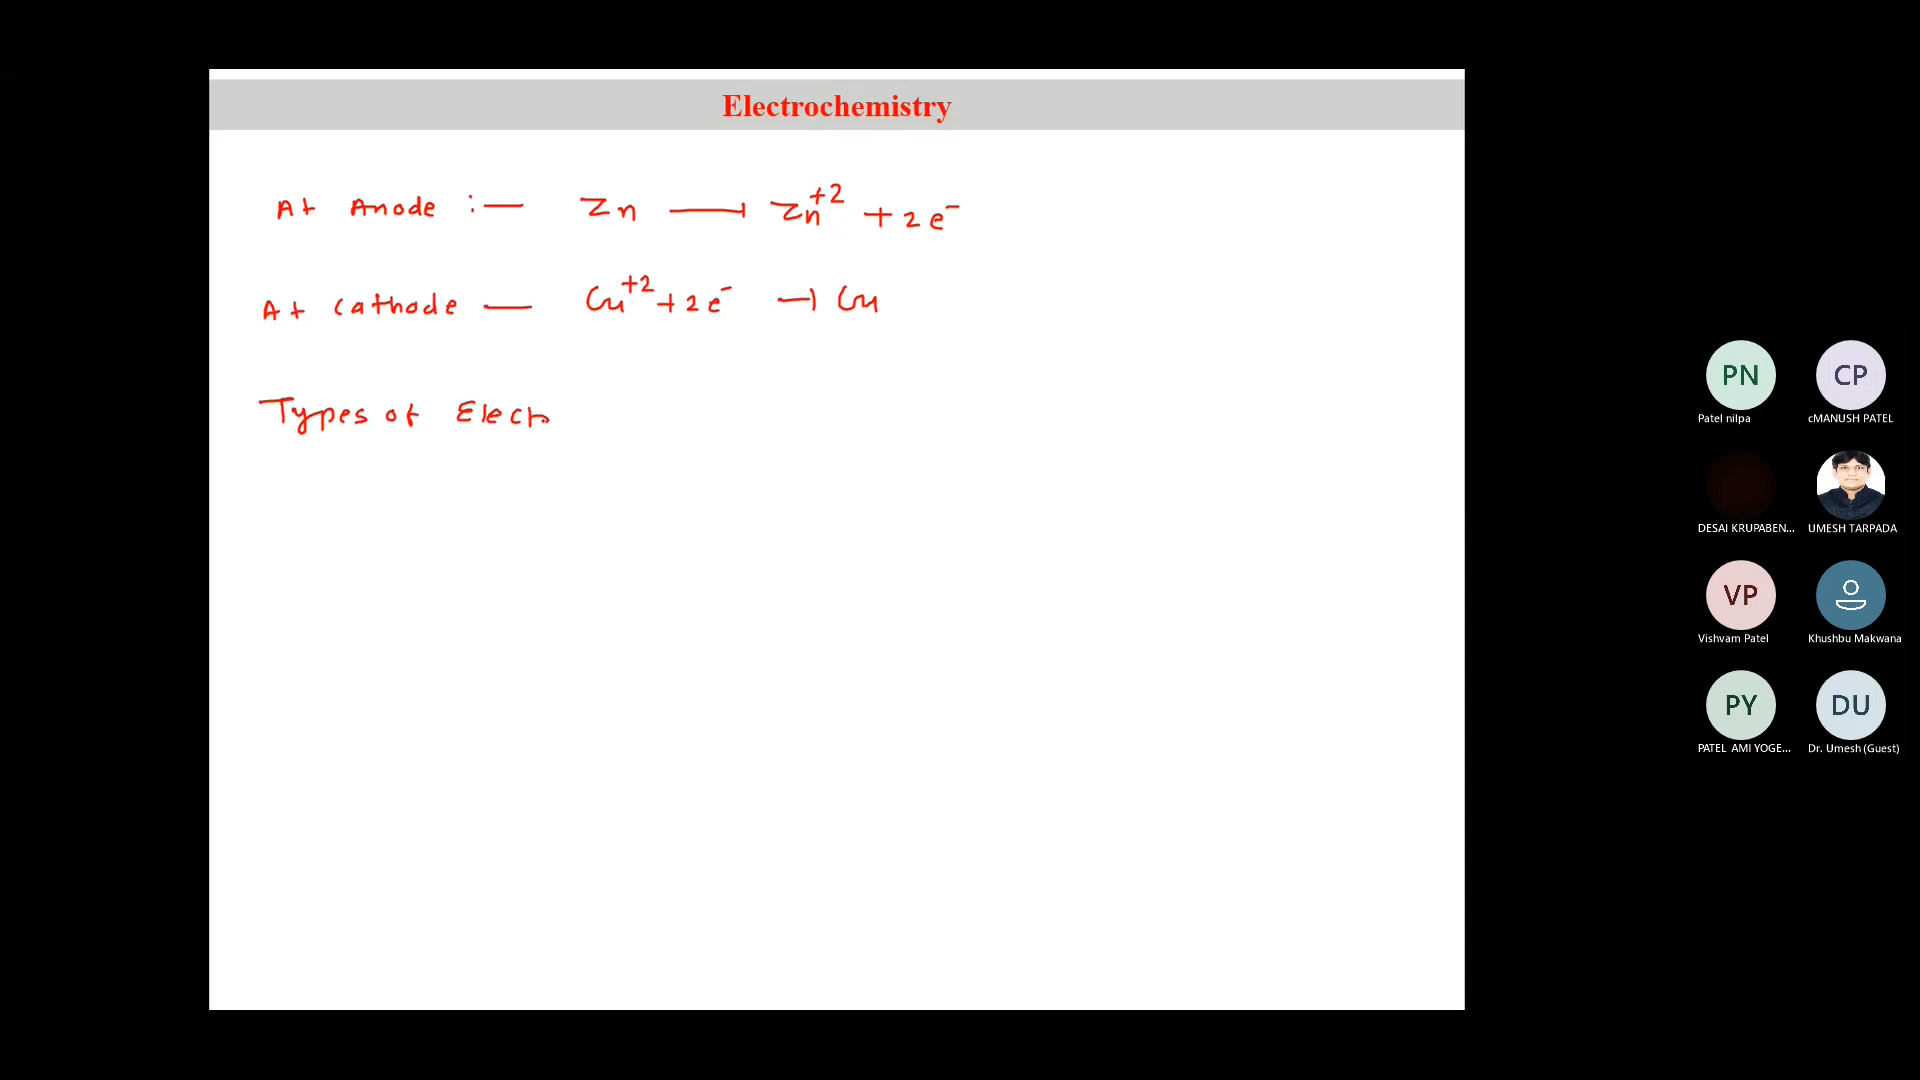 Electrochemistry
At Anode :— Zn ⟶ Zn⁺² + 2e⁻
At cathode — Cu⁺² + 2e⁻ → Cu
Types of Electr
PN
CP
Patel nilpa
cMANUSH PATEL
DESAI KRUPABEN...
UMESH TARPADA
VP
Vishvam Patel
Khushbu Makwana
PY
DU
PATEL AMI YOGE...
Dr. Umesh (Guest)